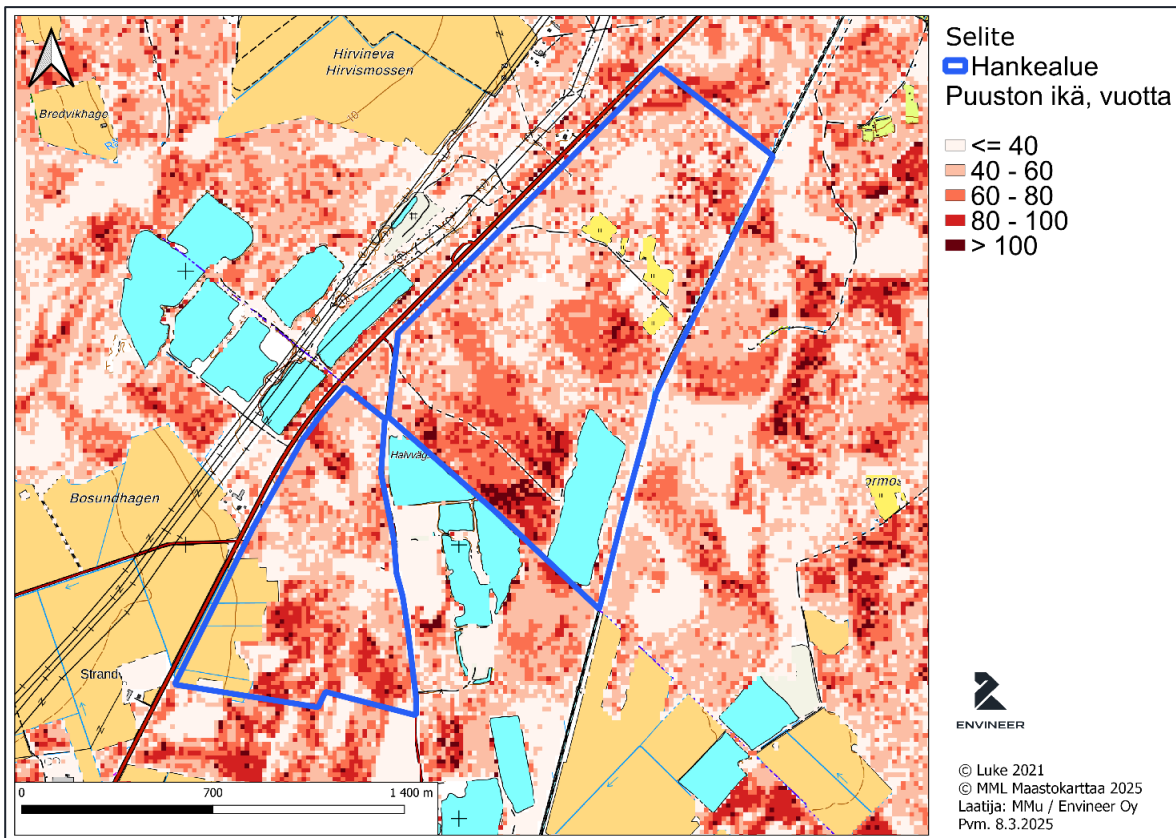 Hirvineva
Hirvismossen
Bredvikhage
Bosundhagen
Strand
Halvväg
ormos
10
0
700
1 400 m
Selite
Hankealue
Puuston ikä, vuotta
<= 40
40 - 60
60 - 80
80 - 100
> 100
ENVINEER
© Luke 2021
© MML Maastokarttaa 2025
Laatija: MMu / Envineer Oy
Pvm. 8.3.2025